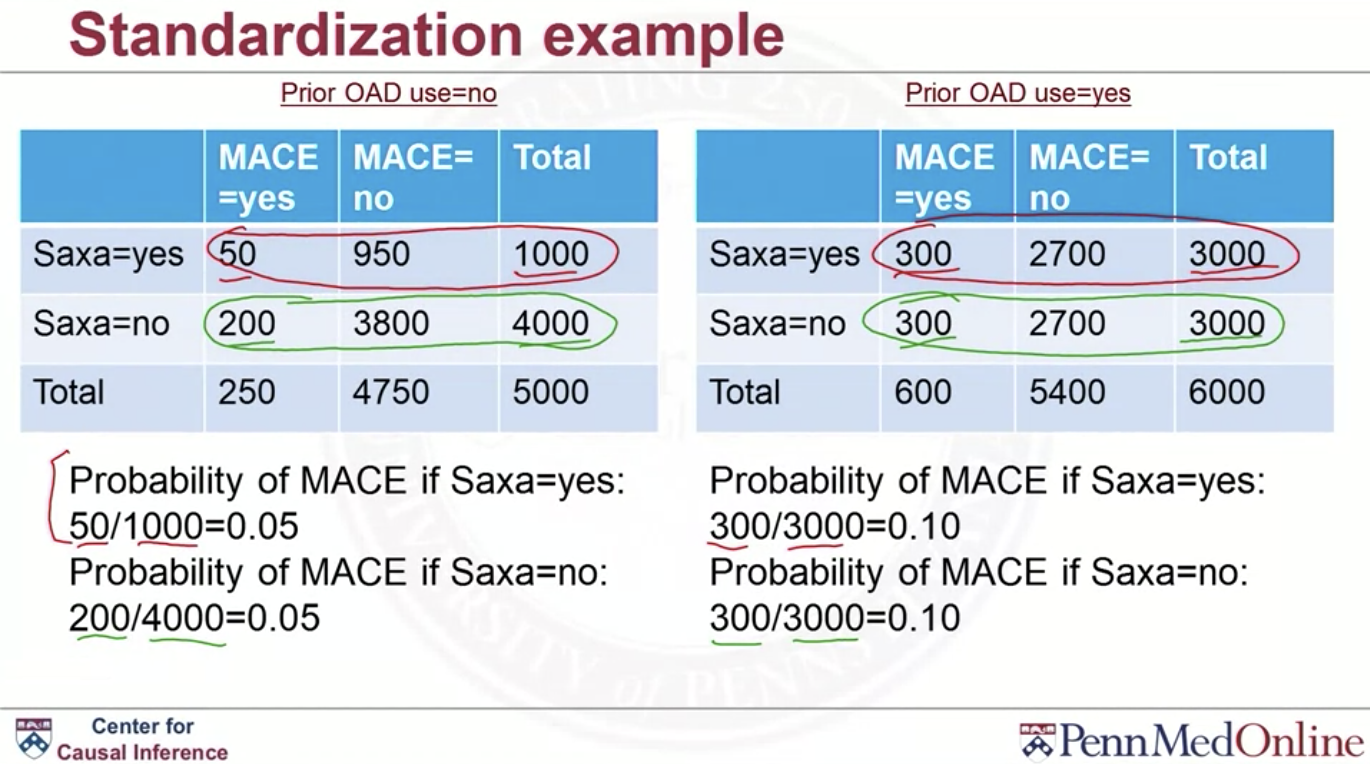 Standardization example
Prior OAD use=no
MACE =yes MACE= no Total
Saxa=yes 50 950 1000
Saxa=no 200 3800 4000
Total 250 4750 5000
Probability of MACE if Saxa=yes:
50/1000=0.05
Probability of MACE if Saxa=no:
200/4000=0.05
Prior OAD use=yes
MACE =yes MACE= no Total
Saxa=yes 300 2700 3000
Saxa=no 300 2700 3000
Total 600 5400 6000
Probability of MACE if Saxa=yes:
300/3000=0.10
Probability of MACE if Saxa=no:
300/3000=0.10
Center for
Causal Inference
PennMedOnline